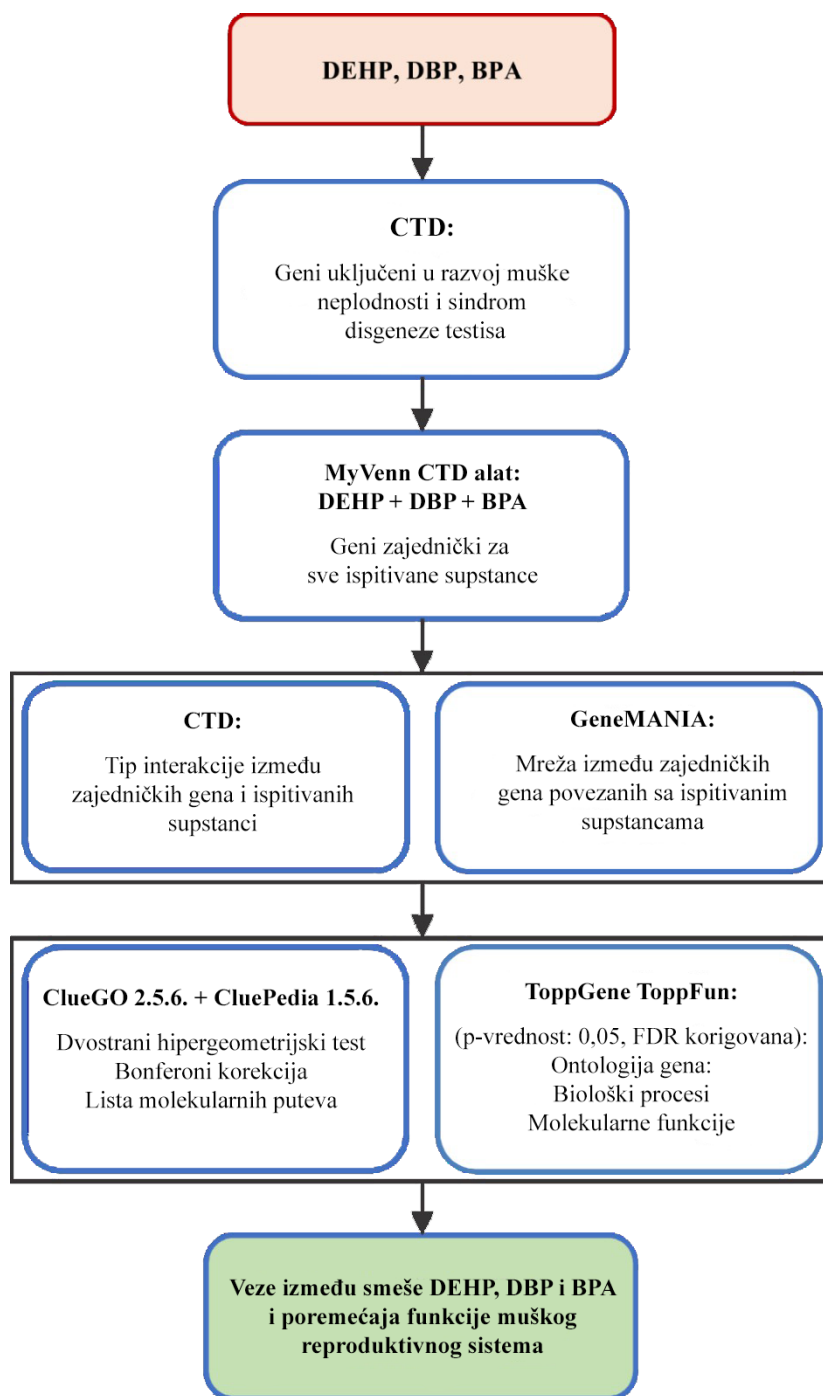 DEHP, DBP, BPA
CTD:
Geni uključeni u razvoj muške
neplodnosti i sindrom
disgeneze testisa
MyVenn CTD alat:
DEHP + DBP + BPA
Geni zajednički za
sve ispitivane supstance
CTD:
Tip interakcije između
zajedničkih gena i ispitivanih
supstanci
GeneMANIA:
Mreža između zajedničkih
gena povezanih sa ispitivanim
supstancama
ClueGO 2.5.6. + CluePedia 1.5.6.
Dvostrani hipergeometrijski test
Bonferoni korekcija
Lista molekularnih puteva
ToppGene ToppFun:
(p-vrednost: 0,05, FDR korigovana):
Ontologija gena:
Biološki procesi
Molekularne funkcije
Veze između smeše DEHP, DBP i BPA
i poremećaja funkcije muškog
reproduktivnog sistema